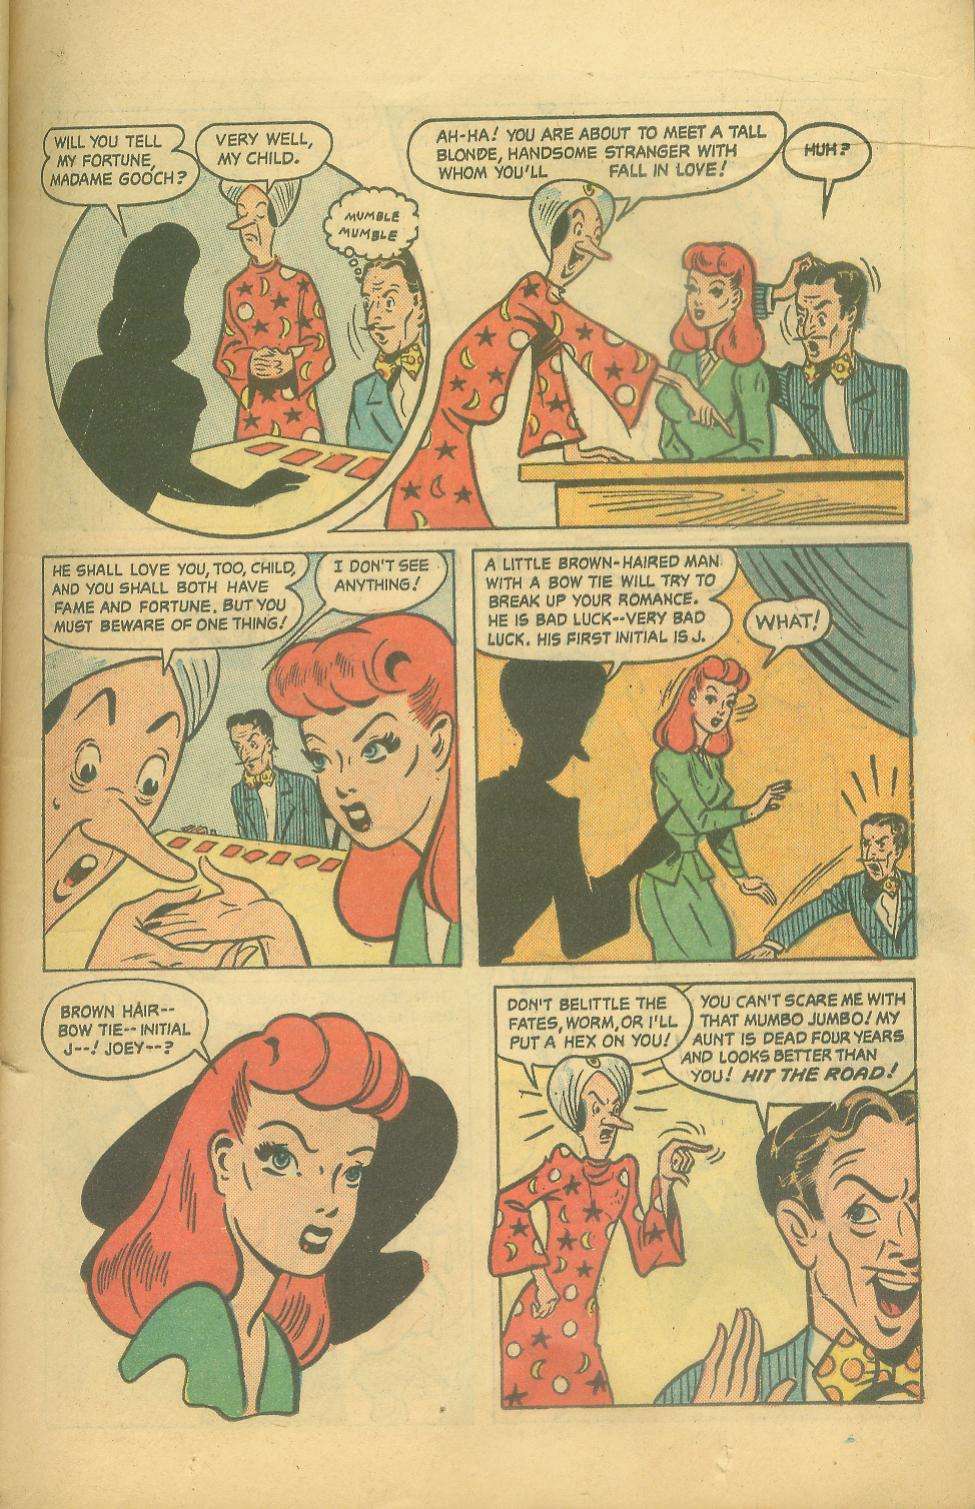 WILL YOU TELL
MY FORTUNE,
MADAME GOOCH?
VERY WELL,
MY CHILD.
MUMBLE
MUMBLE
AH-HA! YOU ARE ABOUT TO MEET A TALL
BLONDE, HANDSOME STRANGER WITH
WHOM YOU'LL FALL IN LOVE!
HUH?
HE SHALL LOVE YOU, TOO, CHILD,
AND YOU SHALL BOTH HAVE
FAME AND FORTUNE. BUT YOU
MUST BEWARE OF ONE THING!
I DON'T SEE
ANYTHING!
A LITTLE BROWN-HAIRED MAN
WITH A BOW TIE WILL TRY TO
BREAK UP YOUR ROMANCE.
HE IS BAD LUCK--VERY BAD
LUCK. HIS FIRST INITIAL IS J.
WHAT!
BROWN HAIR--
BOW TIE--INITIAL
J--! JOEY--?
DON'T BELITTLE THE
FATES, WORM, OR I'LL
PUT A HEX ON YOU!
YOU CAN'T SCARE ME WITH
THAT MUMBO JUMBO! MY
AUNT IS DEAD FOUR YEARS
AND LOOKS BETTER THAN
YOU! HIT THE ROAD!